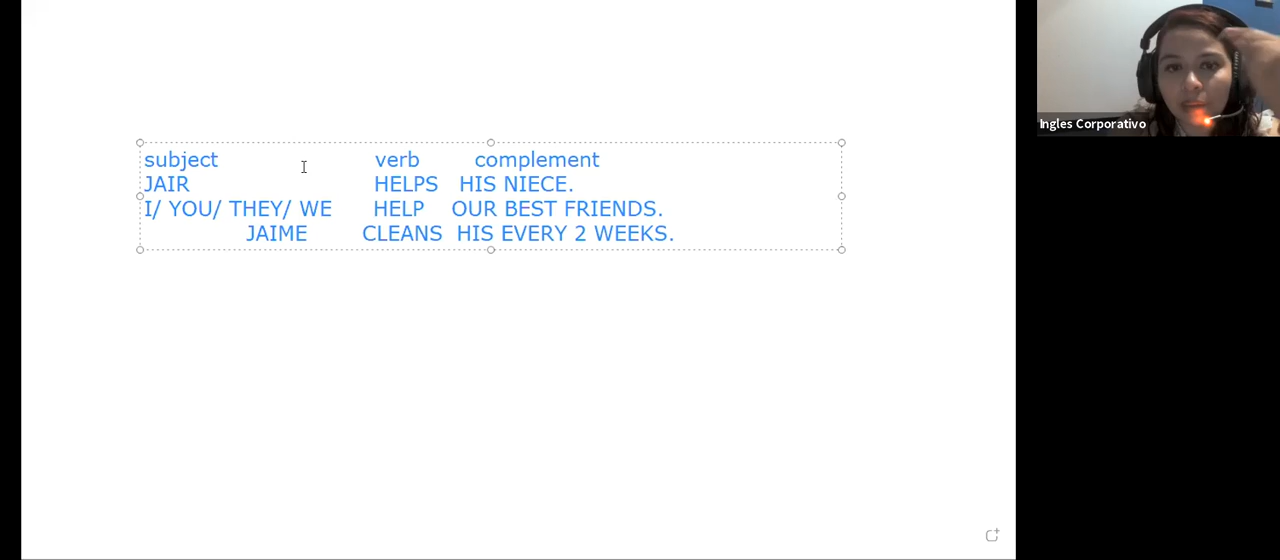 subject verb complement
JAIR HELPS HIS NIECE.
I/ YOU/ THEY/ WE HELP OUR BEST FRIENDS.
JAIME CLEANS HIS EVERY 2 WEEKS.
Ingles Corporativo